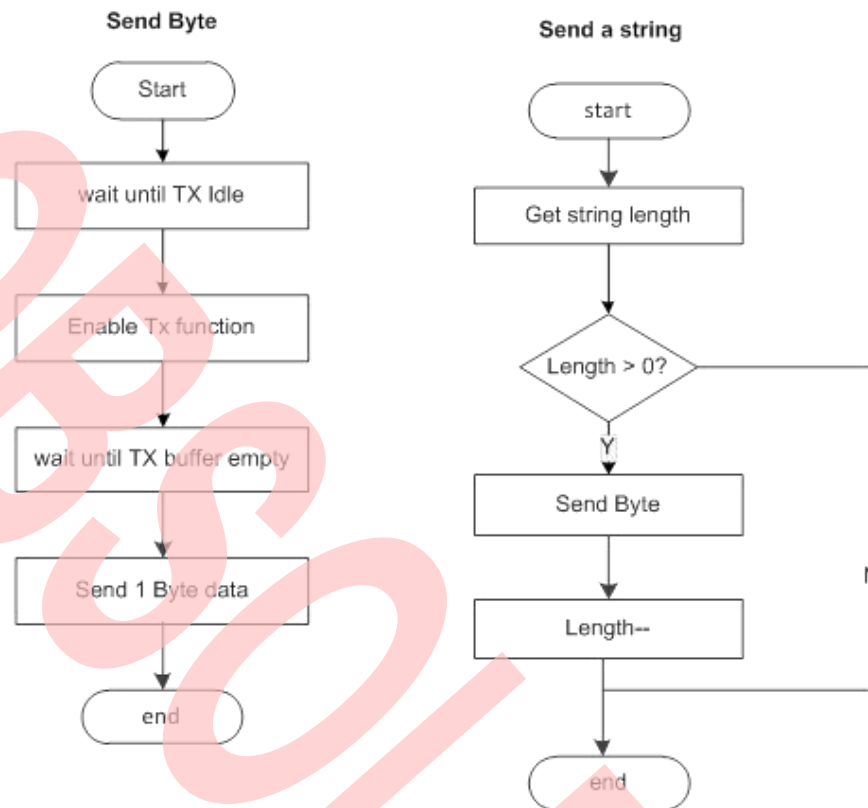 Send Byte
Start
wait until TX Idle
Enable Tx function
wait until TX buffer empty
Send 1 Byte data
end
Send a string
start
Get string length
Length > 0?
Y
Send Byte
Length--
end